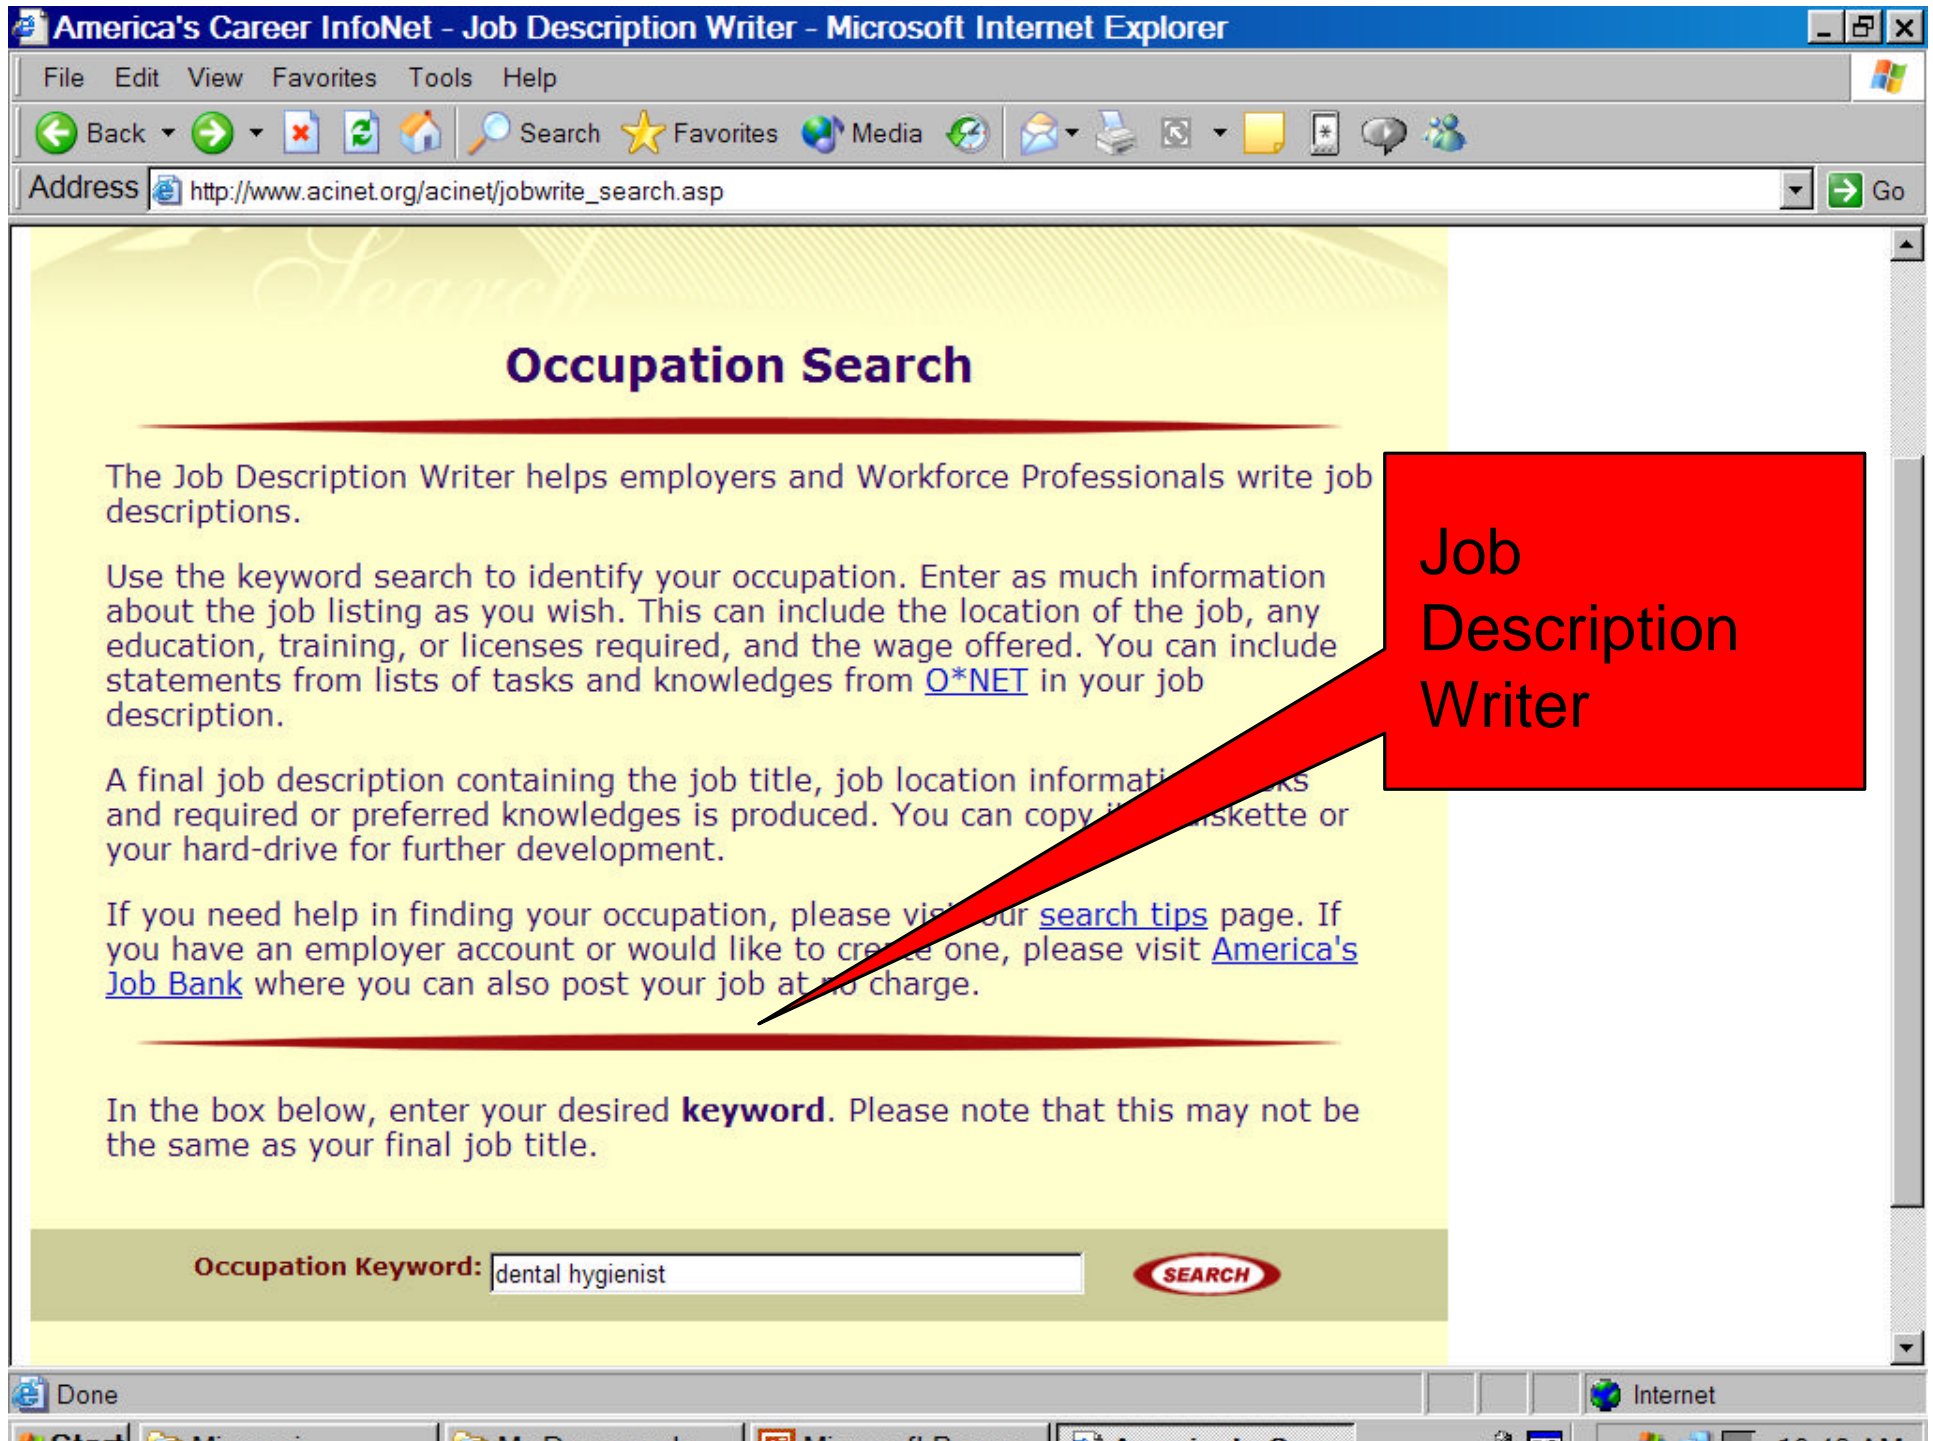 America's Career InfoNet - Job Description Writer - Microsoft Internet Explorer
File Edit View Favorites Tools Help
Back Search Favorites Media
Address http://www.acinet.org/acinet/jobwrite_search.asp Go
Search
Occupation Search
The Job Description Writer helps employers and Workforce Professionals write job
descriptions.
Use the keyword search to identify your occupation. Enter as much information
about the job listing as you wish. This can include the location of the job, any
education, training, or licenses required, and the wage offered. You can include
statements from lists of tasks and knowledges from O*NET in your job
description.
A final job description containing the job title, job location
and required or preferred knowledges is produced. You can copy or
your hard-drive for further development.
If you need help in finding your occupation, please search tips page. If
you have an employer account or would like to create one, please visit America's
Job Bank where you can also post your job at no charge.
Job
Description
Writer
In the box below, enter your desired keyword. Please note that this may not be
the same as your final job title.
Occupation Keyword: dental hygienist SEARCH
Done Internet
Start